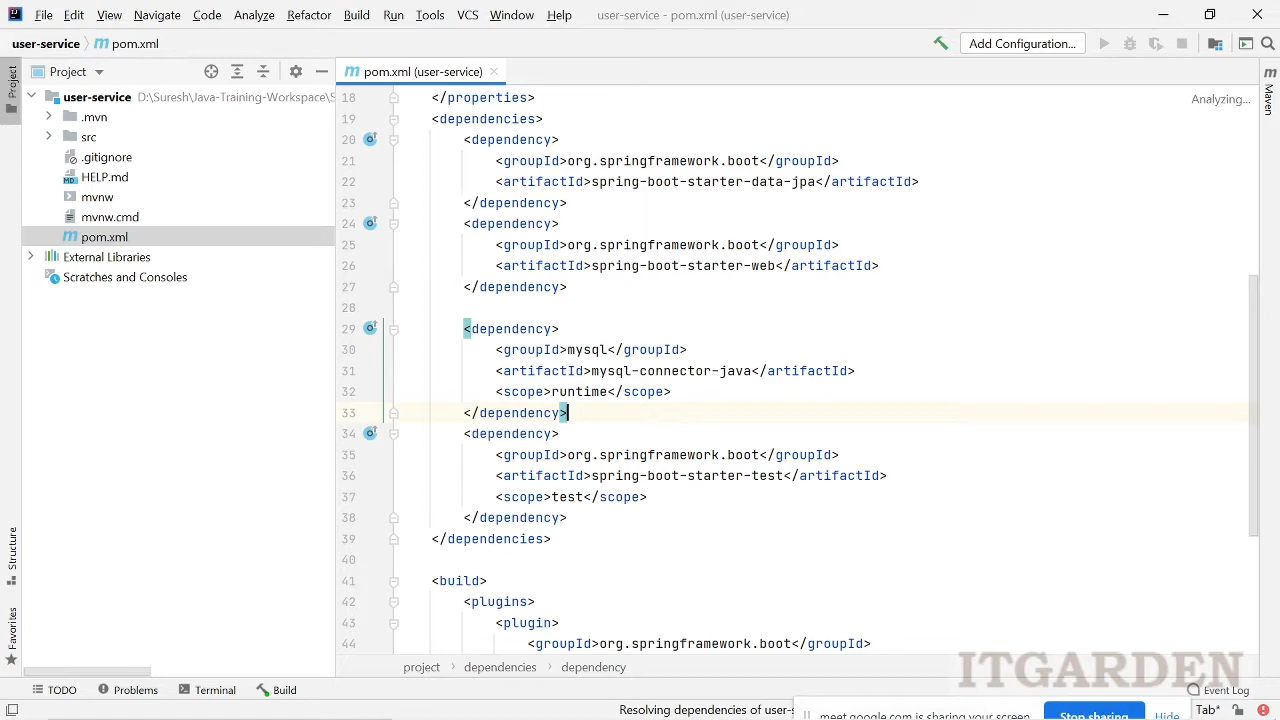 File Edit View Navigate Code Analyze Refactor Build Run Tools VCS Window Help user-service - pom.xml (user-service)
user-service pom.xml Add Configuration...
Project
pom.xml (user-service)
Project
Maven
user-service D:\Suresh\Java-Training-Workspace\S
.mvn
src
.gitignore
HELP.md
mvnw
mvnw.cmd
pom.xml
External Libraries
Scratches and Consoles
Analyzing...
18 </properties>
19 <dependencies>
20 <dependency>
21 <groupId>org.springframework.boot</groupId>
22 <artifactId>spring-boot-starter-data-jpa</artifactId>
23 </dependency>
24 <dependency>
25 <groupId>org.springframework.boot</groupId>
26 <artifactId>spring-boot-starter-web</artifactId>
27 </dependency>
28
29 <dependency>
30 <groupId>mysql</groupId>
31 <artifactId>mysql-connector-java</artifactId>
32 <scope>runtime</scope>
33 </dependency>
34 <dependency>
35 <groupId>org.springframework.boot</groupId>
36 <artifactId>spring-boot-starter-test</artifactId>
37 <scope>test</scope>
38 </dependency>
39 </dependencies>
40
41 <build>
42 <plugins>
43 <plugin>
44 <groupId>org.springframework.boot</groupId>
Structure
Favorites
project dependencies dependency
ITGARDEN
TODO Problems Terminal Build Event Log
Resolving dependencies of user-s
meet.google.com is sharing your screen. Stop sharing Hide Tab*